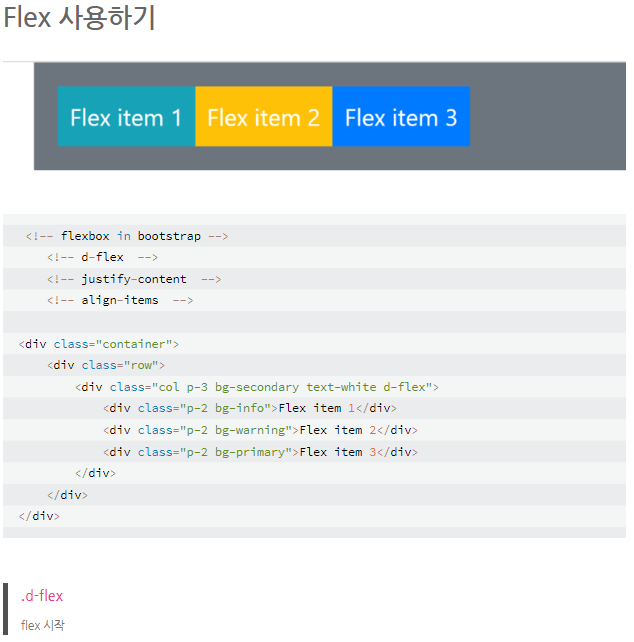 Flex 사용하기
Flex item 1 Flex item 2 Flex item 3
<!-- flexbox in bootstrap -->
<!-- d-flex  -->
<!-- justify-content  -->
<!-- align-items  -->
<div class="container">
<div class="row">
<div class="col p-3 bg-secondary text-white d-flex">
<div class="p-2 bg-info">Flex item 1</div>
<div class="p-2 bg-warning">Flex item 2</div>
<div class="p-2 bg-primary">Flex item 3</div>
</div>
</div>
</div>
.d-flex
flex 시작